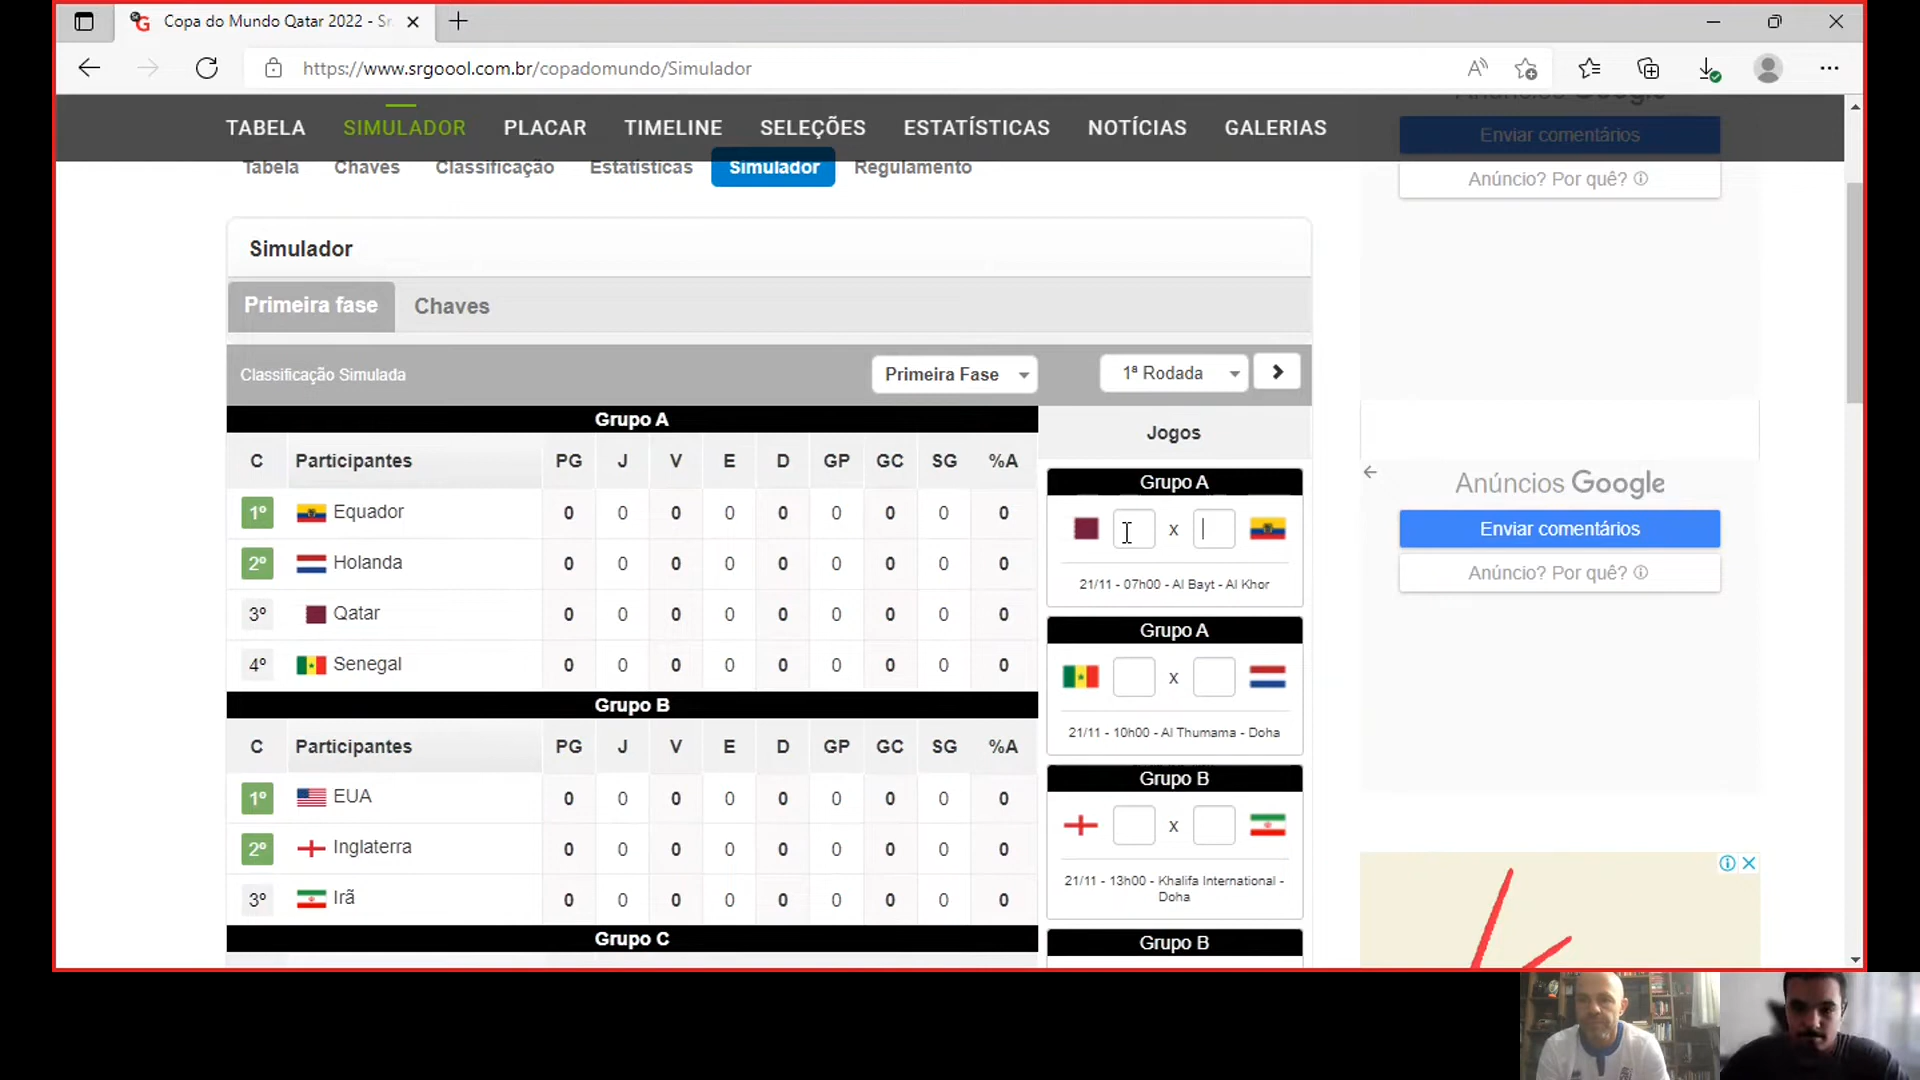 Copa do Mundo Qatar 2022 - Sr.
https://www.srgoool.com.br/copadomundo/Simulador
TABELA SIMULADOR PLACAR TIMELINE SELEÇÕES ESTATÍSTICAS NOTÍCIAS GALERIAS
Tabela Chaves Classificação Estatísticas Simulador Regulamento
Anúncios Google
Enviar comentários
Anúncio? Por quê?
Simulador
Primeira fase Chaves
Classificação Simulada Primeira Fase 1ª Rodada
Grupo A
C Participantes PG J V E D GP GC SG %A
1º Equador 0 0 0 0 0 0 0 0 0
2º Holanda 0 0 0 0 0 0 0 0 0
3º Qatar 0 0 0 0 0 0 0 0 0
4º Senegal 0 0 0 0 0 0 0 0 0
Grupo B
C Participantes PG J V E D GP GC SG %A
1º EUA 0 0 0 0 0 0 0 0 0
2º Inglaterra 0 0 0 0 0 0 0 0 0
3º Irã 0 0 0 0 0 0 0 0 0
Grupo C
Jogos
Grupo A
x
21/11 - 07h00 - Al Bayt - Al Khor
Grupo A
x
21/11 - 10h00 - Al Thumama - Doha
Grupo B
x
21/11 - 13h00 - Khalifa International -
Doha
Grupo B
Anúncios Google
Enviar comentários
Anúncio? Por quê?